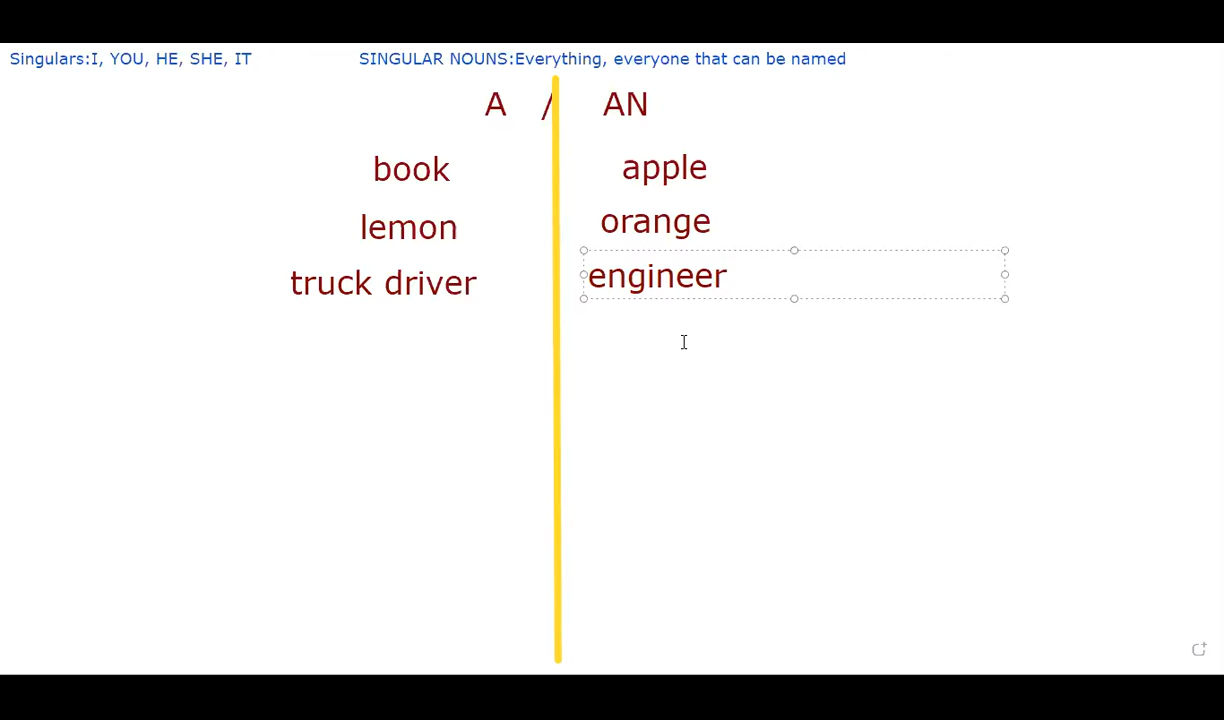 Singulars:I, YOU, HE, SHE, IT SINGULAR NOUNS:Everything, everyone that can be named
A / AN
book apple
lemon orange
truck driver engineer